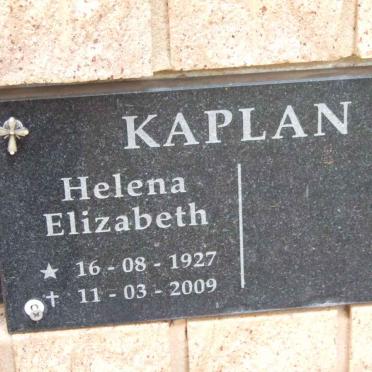 KAPLAN
Helena
Elizabeth
★ 16 - 08 - 1927
✝ 11 - 03 - 2009